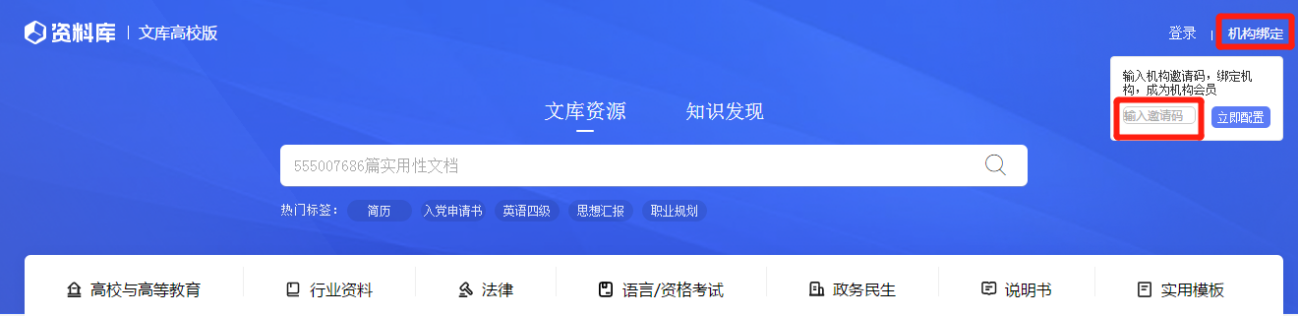 资料库 | 文库高校版
登录 | 机构绑定
输入机构邀请码，绑定机
构，成为机构会员
输入邀请码 立即配置
文库资源 知识发现
555007686篇实用性文档
热门标签： 简历 入党申请书 英语四级 思想汇报 职业规划
高校与高等教育 行业资料 法律 语言/资格考试 政务民生 说明书 实用模板